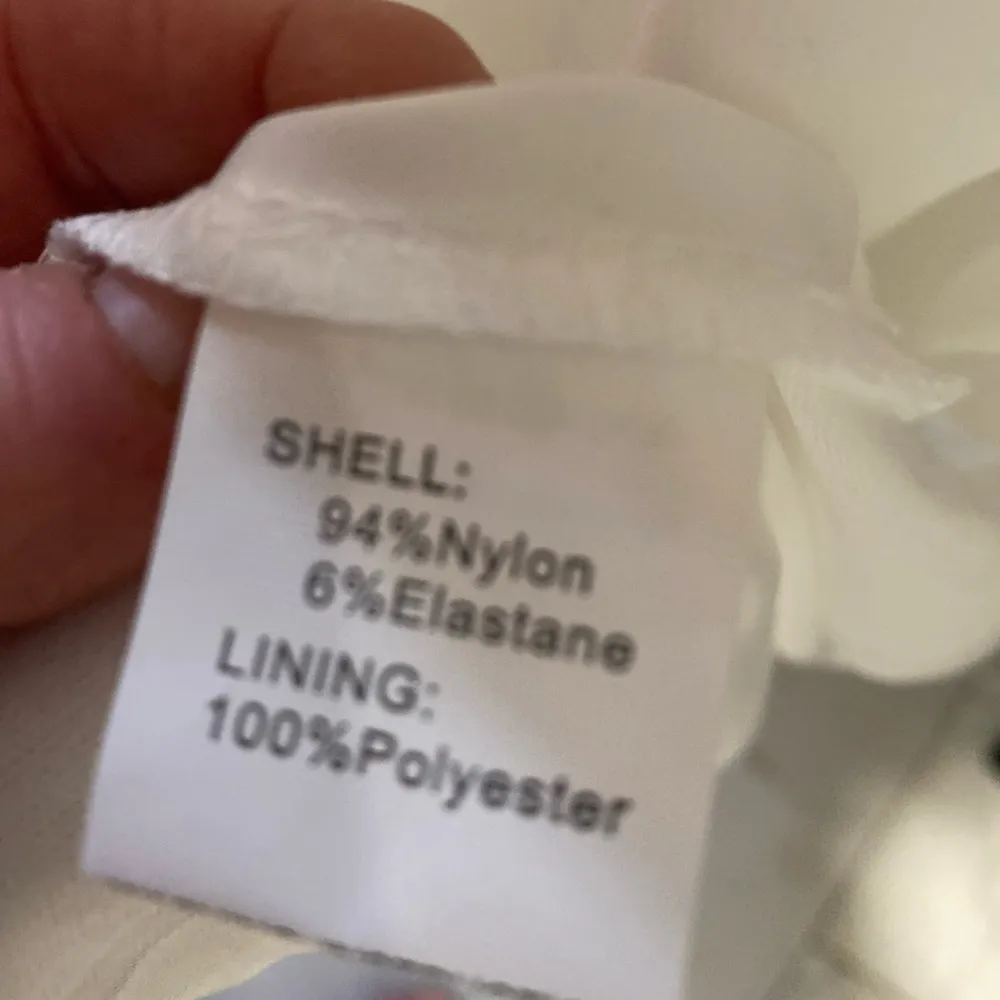 SHELL:
94%Nylon
6%Elastane
LINING:
100%Polyester